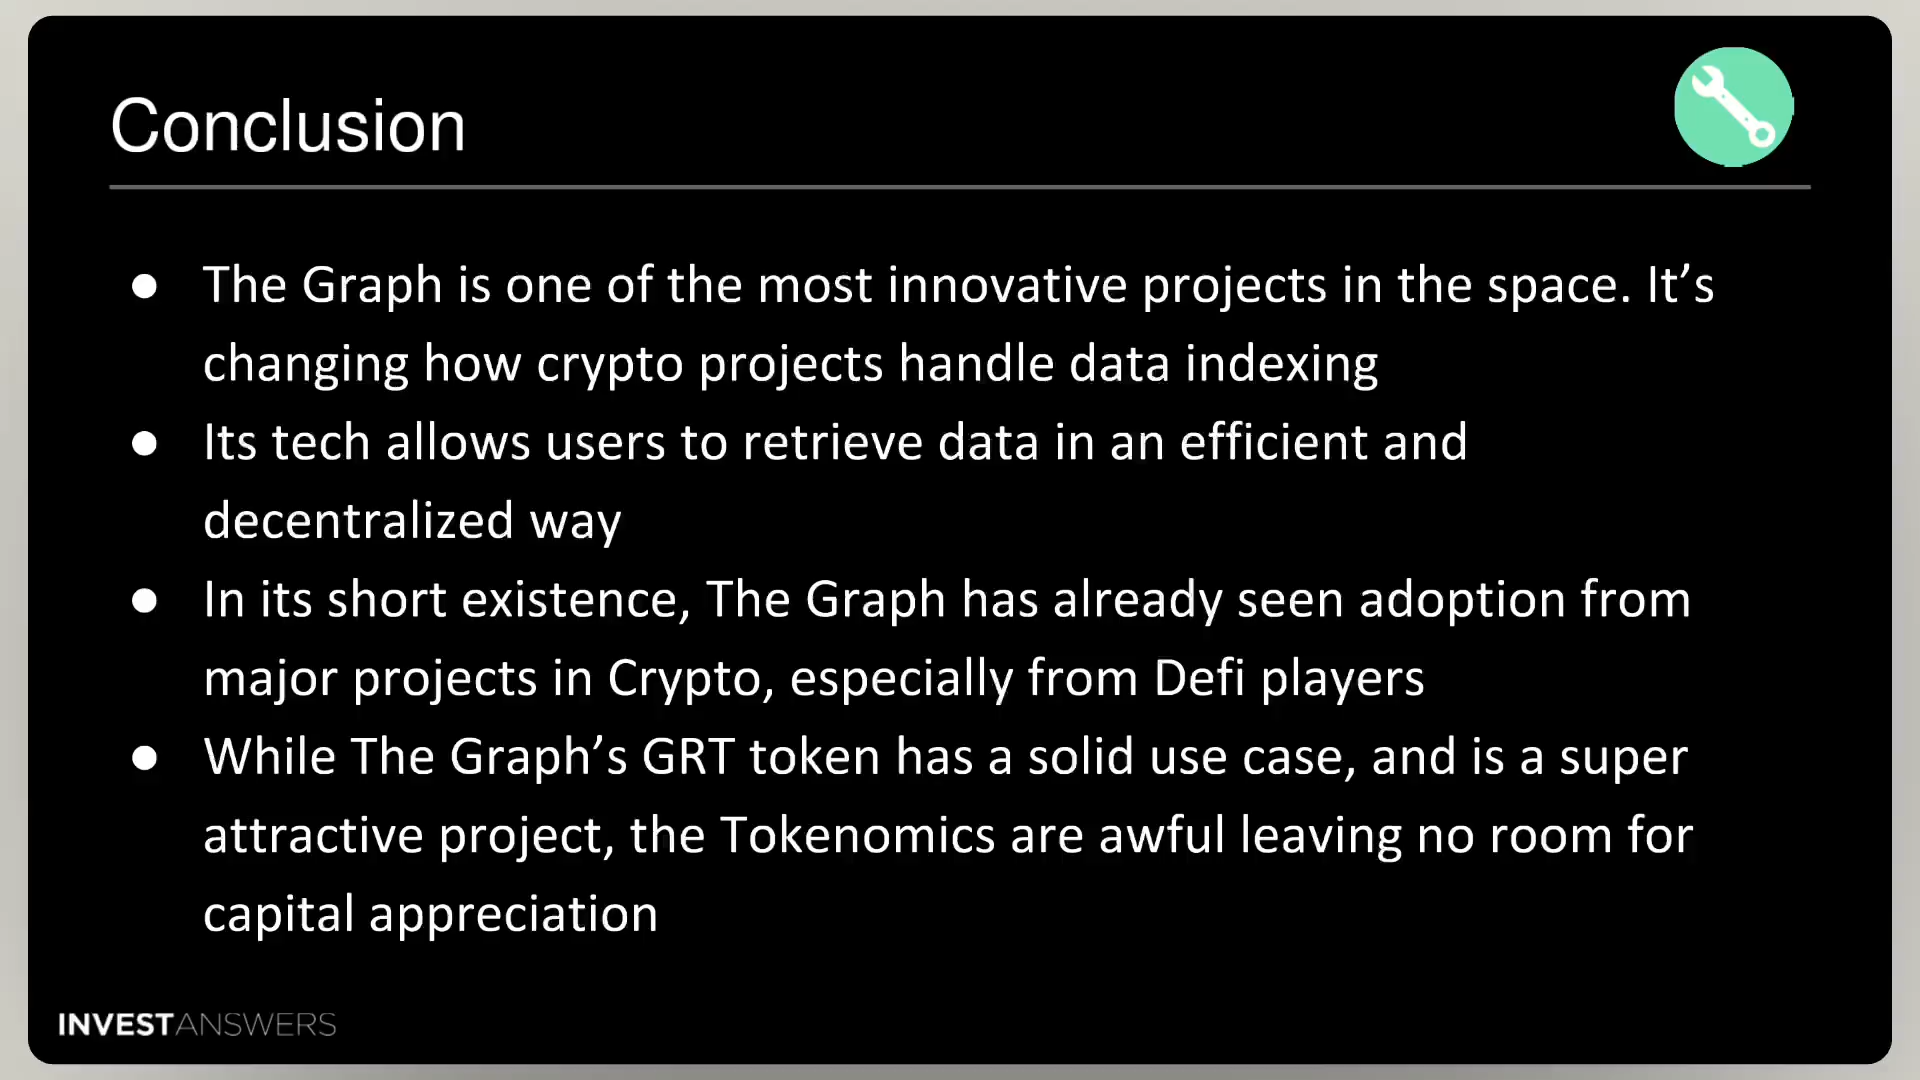 Conclusion
● The Graph is one of the most innovative projects in the space. It’s
changing how crypto projects handle data indexing
● Its tech allows users to retrieve data in an efficient and
decentralized way
● In its short existence, The Graph has already seen adoption from
major projects in Crypto, especially from Defi players
● While The Graph’s GRT token has a solid use case, and is a super
attractive project, the Tokenomics are awful leaving no room for
capital appreciation
INVESTANSWERS